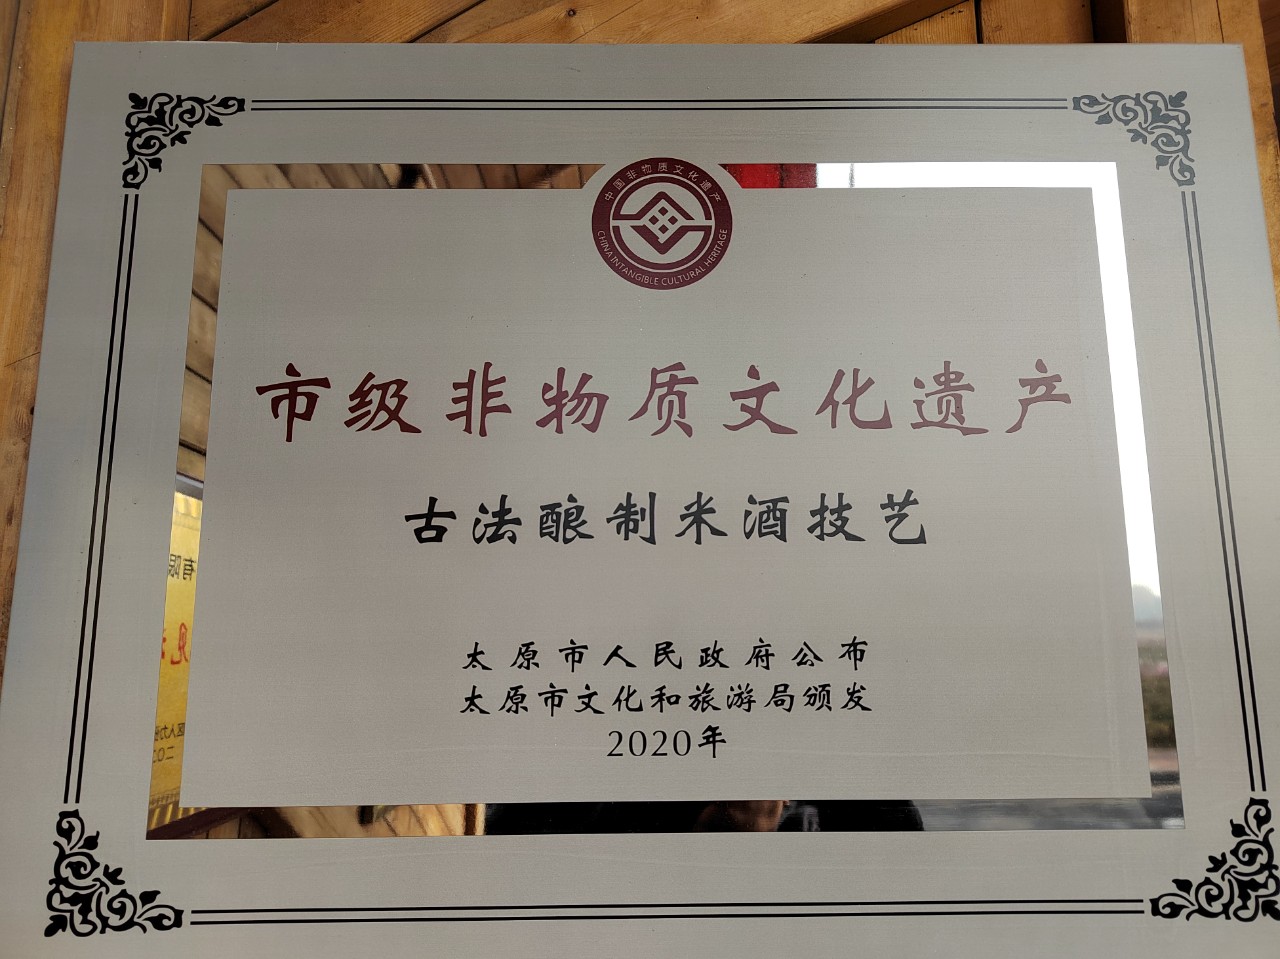 中国非物质文化遗产
CHINA INTANGIBLE CULTURAL HERITAGE
市级非物质文化遗产
古法酿制米酒技艺
太原市人民政府公布
太原市文化和旅游局颁发
2020年
有限